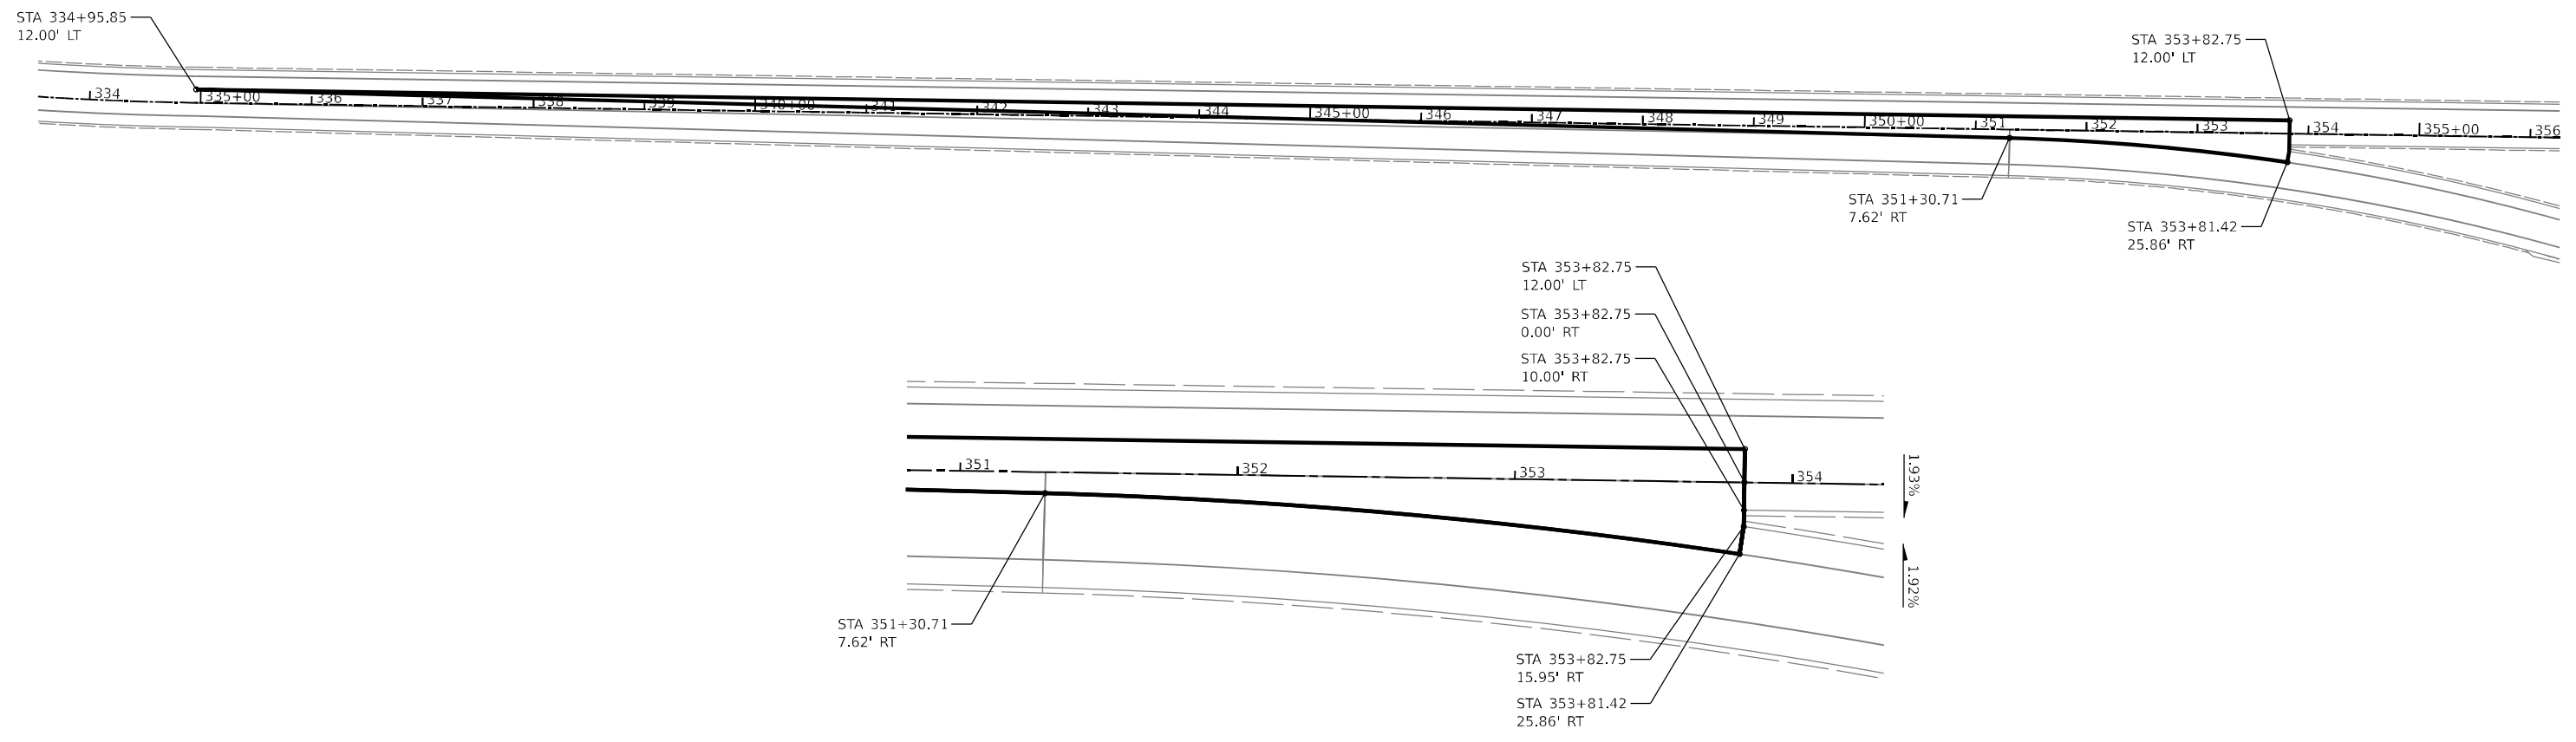 STA 334+95.85
12.00' LT
STA 353+82.75
12.00' LT
334
335+00
336
337
338
339
340+00
341
342
343
344
345+00
346
347
348
349
350+00
351
352
353
354
355+00
356
STA 351+30.71
7.62' RT
STA 353+81.42
25.86' RT
STA 353+82.75
12.00' LT
STA 353+82.75
0.00' RT
STA 353+82.75
10.00' RT
351
352
353
354
1.93%
1.92%
STA 351+30.71
7.62' RT
STA 353+82.75
15.95' RT
STA 353+81.42
25.86' RT